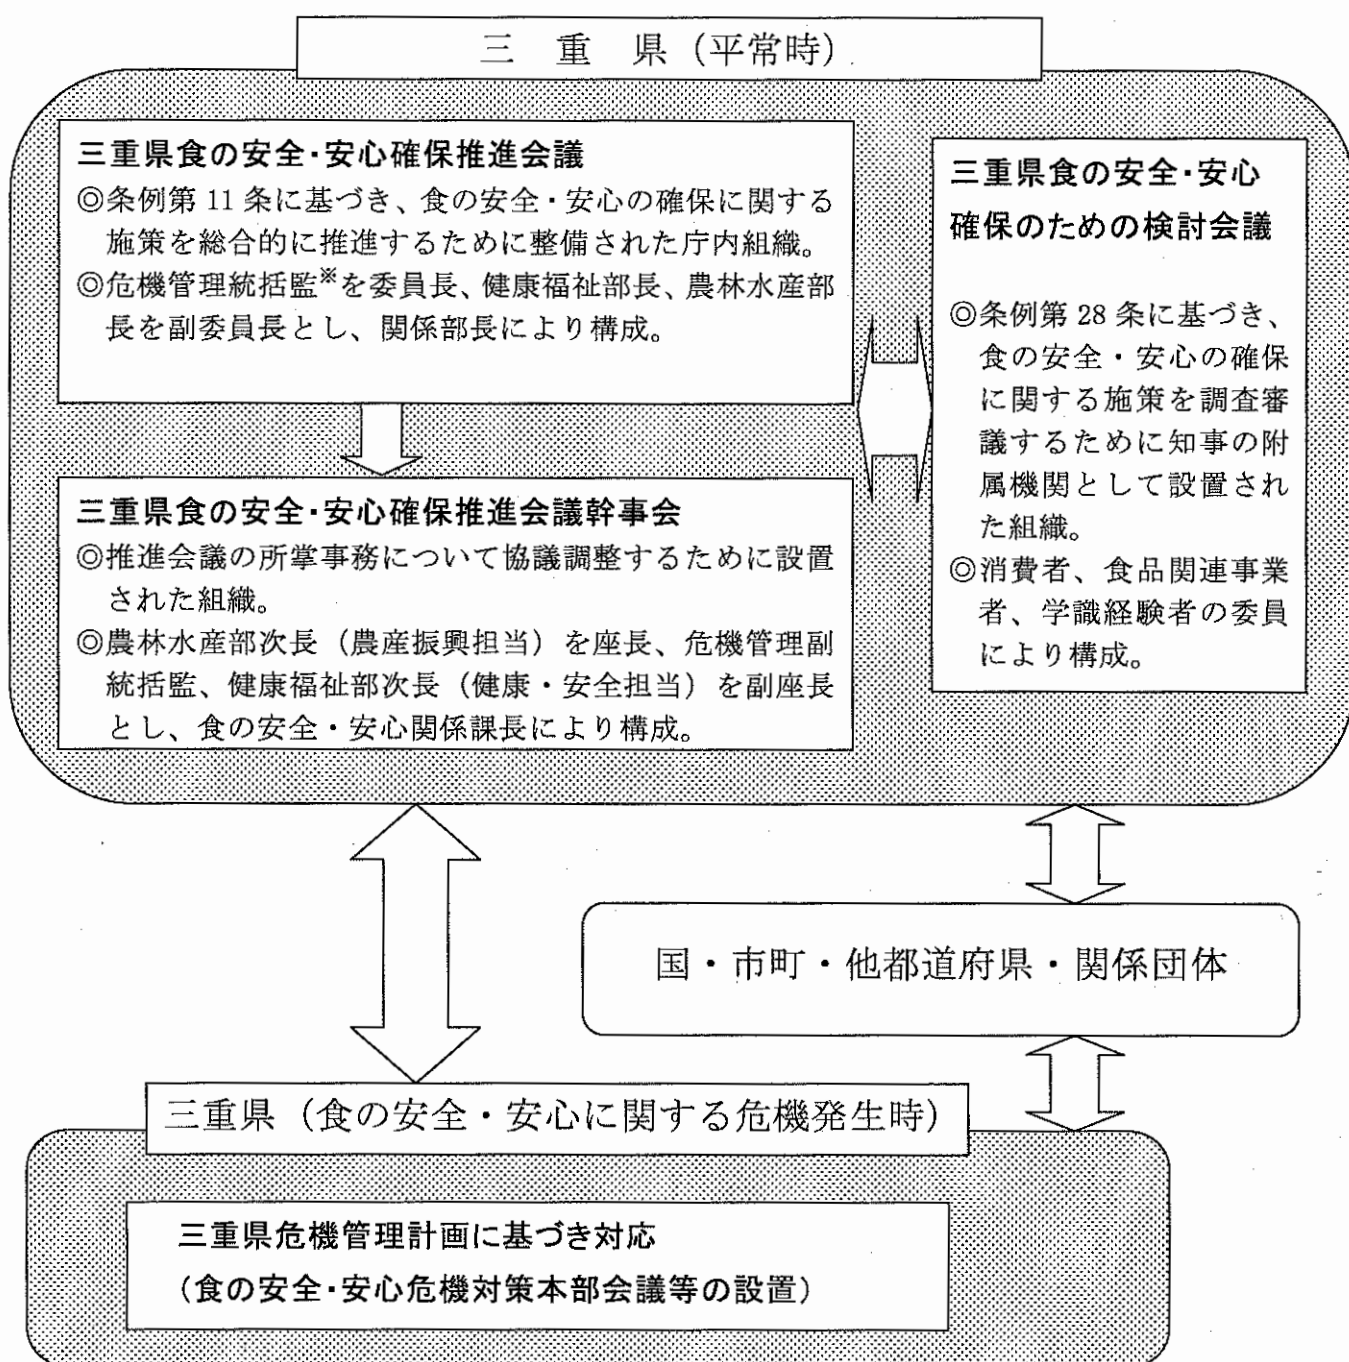 三 重 県（平常時）
三重県食の安全・安心確保推進会議
◎条例第 11 条に基づき、食の安全・安心の確保に関する
施策を総合的に推進するために整備された庁内組織。
◎危機管理統括監※を委員長、健康福祉部長、農林水産部
長を副委員長とし、関係部長により構成。
三重県食の安全・安心確保推進会議幹事会
◎推進会議の所掌事務について協議調整するために設置
された組織。
◎農林水産部次長（農産振興担当）を座長、危機管理副
統括監、健康福祉部次長（健康・安全担当）を副座長
とし、食の安全・安心関係課長により構成。
三重県食の安全・安心
確保のための検討会議
◎条例第 28 条に基づき、
食の安全・安心の確保
に関する施策を調査審
議するために知事の附
属機関として設置され
た組織。
◎消費者、食品関連事業
者、学識経験者の委員
により構成。
国・市町・他都道府県・関係団体
三重県（食の安全・安心に関する危機発生時）
三重県危機管理計画に基づき対応
（食の安全・安心危機対策本部会議等の設置）